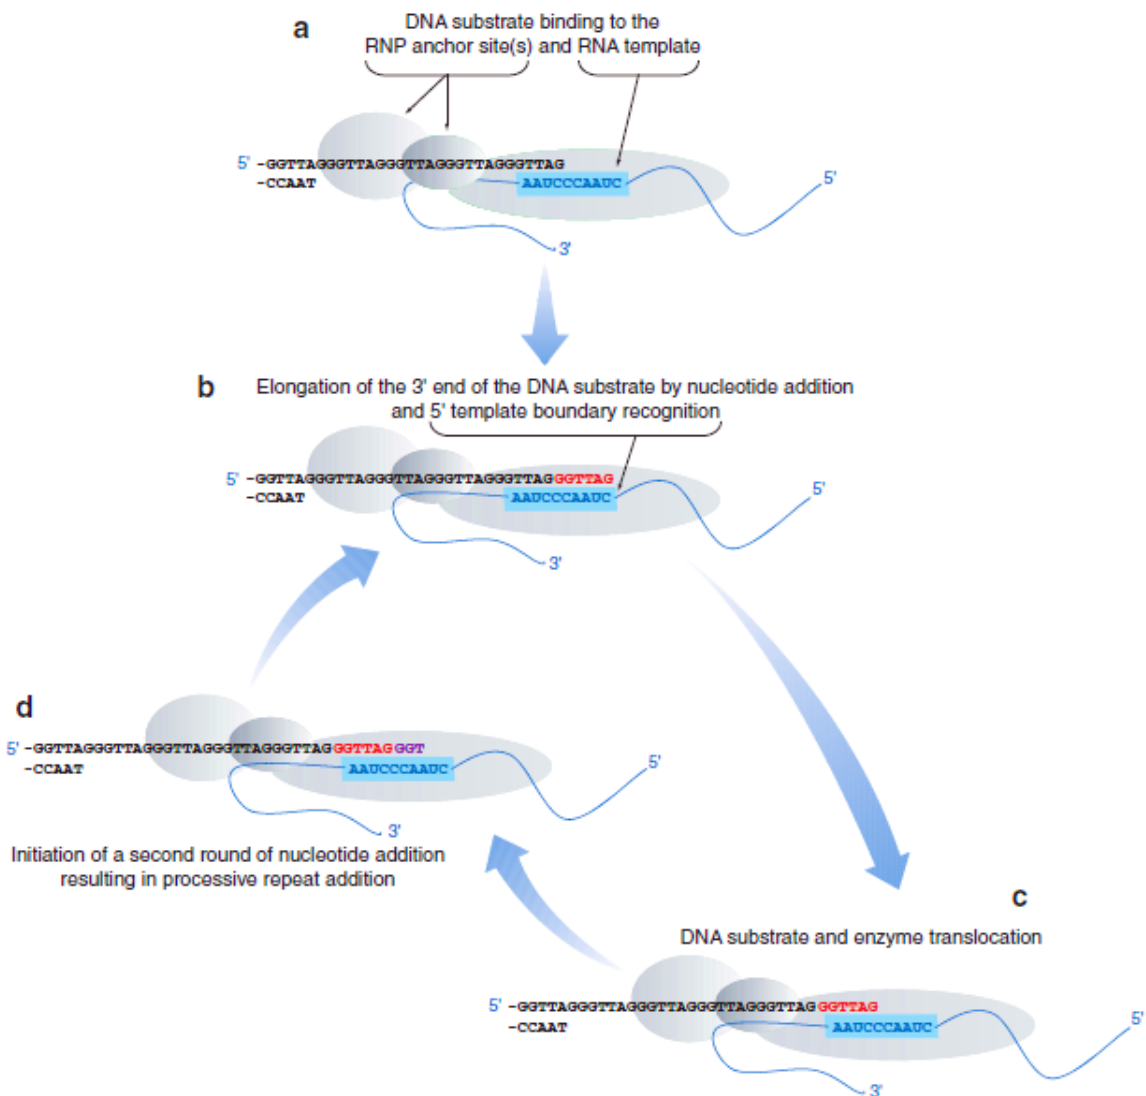 a
DNA substrate binding to the
RNP anchor site(s) and RNA template
5' -GGTTAGGGTTAGGGTTAGGGTTAGGGTTAG
-CCAAT
AAUCCCAAUC
5'
3'
b
Elongation of the 3' end of the DNA substrate by nucleotide addition
and 5' template boundary recognition
5' -GGTTAGGGTTAGGGTTAGGGTTAGGGTTAGGGTTAG
-CCAAT
AAUCCCAAUC
5'
3'
d
5' -GGTTAGGGTTAGGGTTAGGGTTAGGGTTAGGGTTAGGGT
-CCAAT
AAUCCCAAUC
5'
3'
Initiation of a second round of nucleotide addition
resulting in processive repeat addition
c
DNA substrate and enzyme translocation
5' -GGTTAGGGTTAGGGTTAGGGTTAGGGTTAGGGTTAG
-CCAAT
AAUCCCAAUC
5'
3'